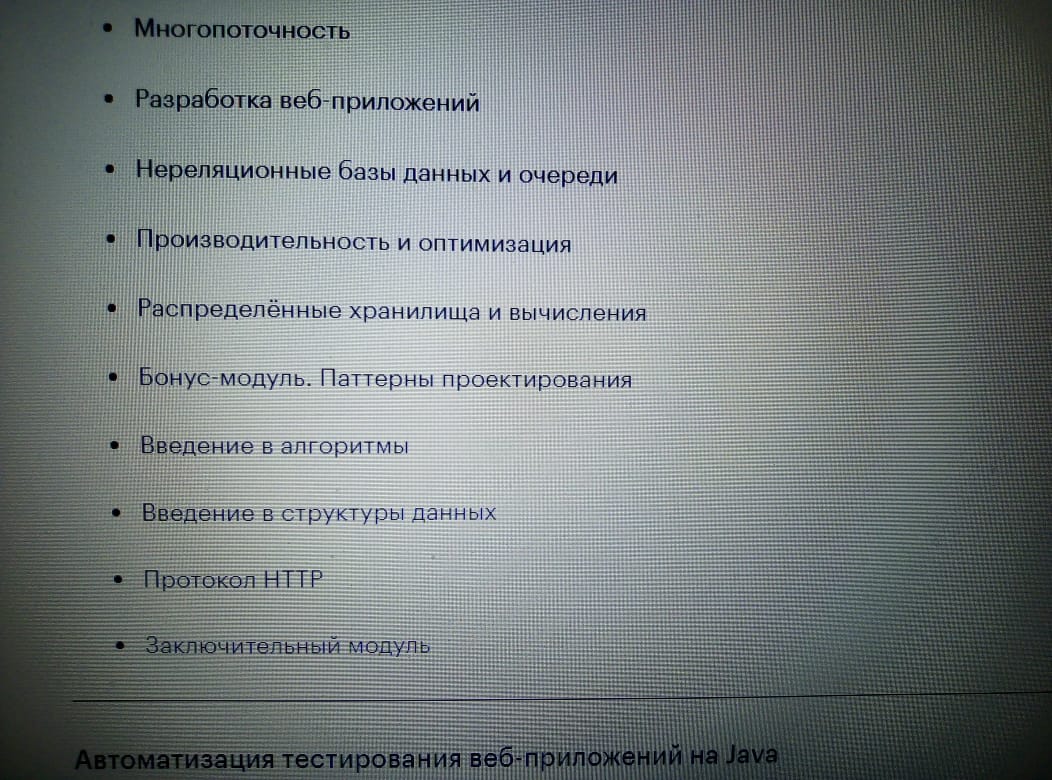 Многопоточность
Разработка веб-приложений
Нереляционные базы данных и очереди
Производительность и оптимизация
Распределённые хранилища и вычисления
Бонус-модуль. Паттерны проектирования
Введение в алгоритмы
Введение в структуры данных
Протокол HTTP
Заключительный модуль
Автоматизация тестирования веб-приложений на Java